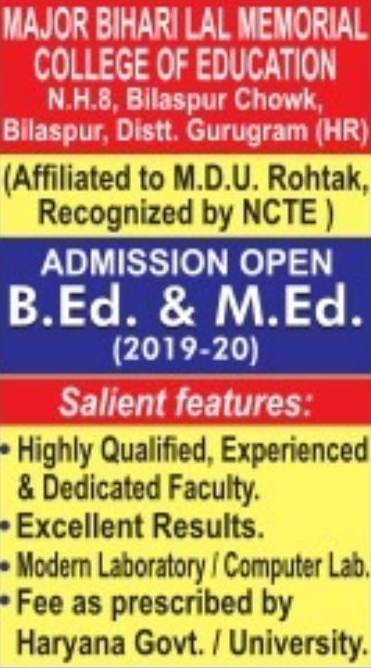 MAJOR BIHARI LAL MEMORIAL
COLLEGE OF EDUCATION
N.H.8, Bilaspur Chowk,
Bilaspur, Distt. Gurugram (HR)
(Affiliated to M.D.U. Rohtak,
Recognized by NCTE )
ADMISSION OPEN
B.Ed. & M.Ed.
(2019-20)
Salient features:
• Highly Qualified, Experienced
& Dedicated Faculty.
• Excellent Results.
• Modern Laboratory / Computer Lab.
• Fee as prescribed by
Haryana Govt. / University.